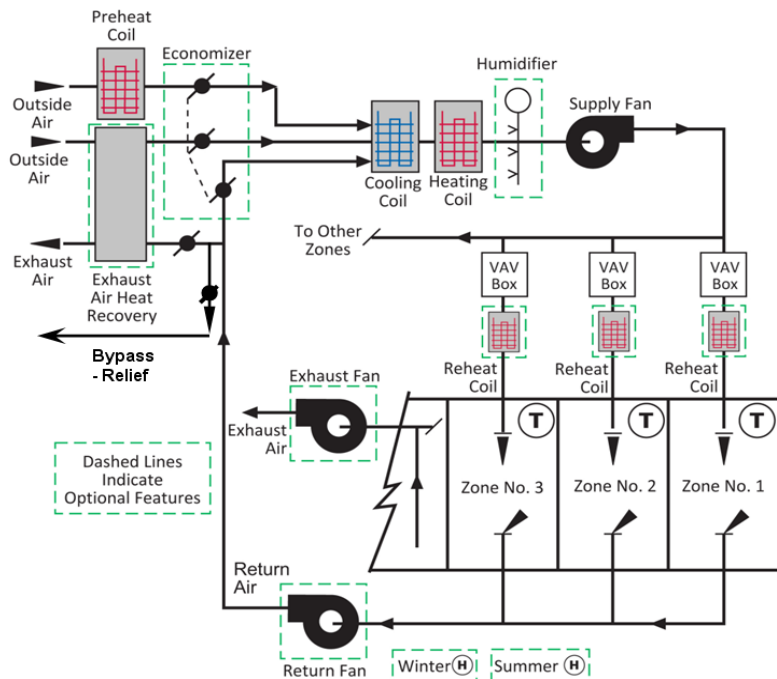 Preheat
Coil
Economizer
Humidifier
Outside
Air
Supply Fan
Outside
Air
Cooling
Coil
Heating
Coil
To Other
Zones
Exhaust
Air
Exhaust
Air Heat
Recovery
VAV
Box
VAV
Box
VAV
Box
Bypass
- Relief
Reheat
Coil
Reheat
Coil
Reheat
Coil
Exhaust Fan
Exhaust
Air
T
T
T
Dashed Lines
Indicate
Optional Features
Zone No. 3
Zone No. 2
Zone No. 1
Return
Air
Return Fan
Winter H
Summer H